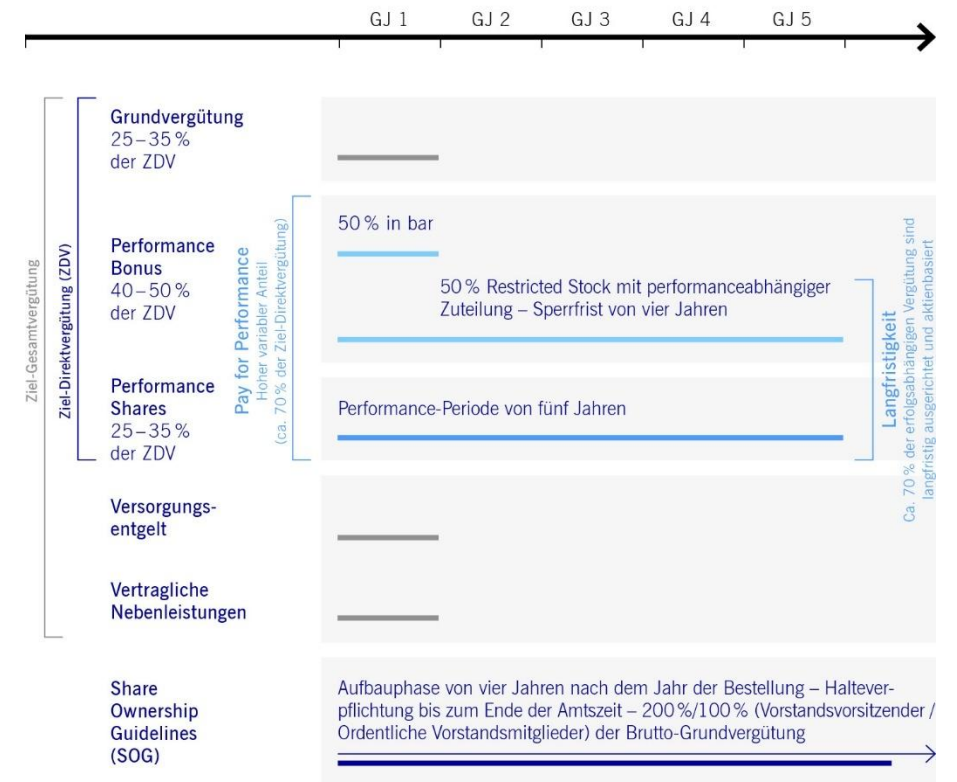 GJ 1 GJ 2 GJ 3 GJ 4 GJ 5
Ziel-Gesamtvergütung
Ziel-Direktvergütung (ZDV)
Grundvergütung
25–35 %
der ZDV
Pay for Performance
Hoher variabler Anteil
(ca. 70 % der Ziel-Direktvergütung)
Performance
Bonus
40–50 %
der ZDV
50 % in bar
50 % Restricted Stock mit performanceabhängiger
Zuteilung – Sperrfrist von vier Jahren
Performance
Shares
25–35 %
der ZDV
Performance-Periode von fünf Jahren
Langfristigkeit
Ca. 70 % der erfolgsabhängigen Vergütung sind
langfristig ausgerichtet und aktienbasiert
Versorgungs-
entgelt
Vertragliche
Nebenleistungen
Share
Ownership
Guidelines
(SOG)
Aufbauphase von vier Jahren nach dem Jahr der Bestellung – Haltever-
pflichtung bis zum Ende der Amtszeit – 200 %/100 % (Vorstandsvorsitzender /
Ordentliche Vorstandsmitglieder) der Brutto-Grundvergütung